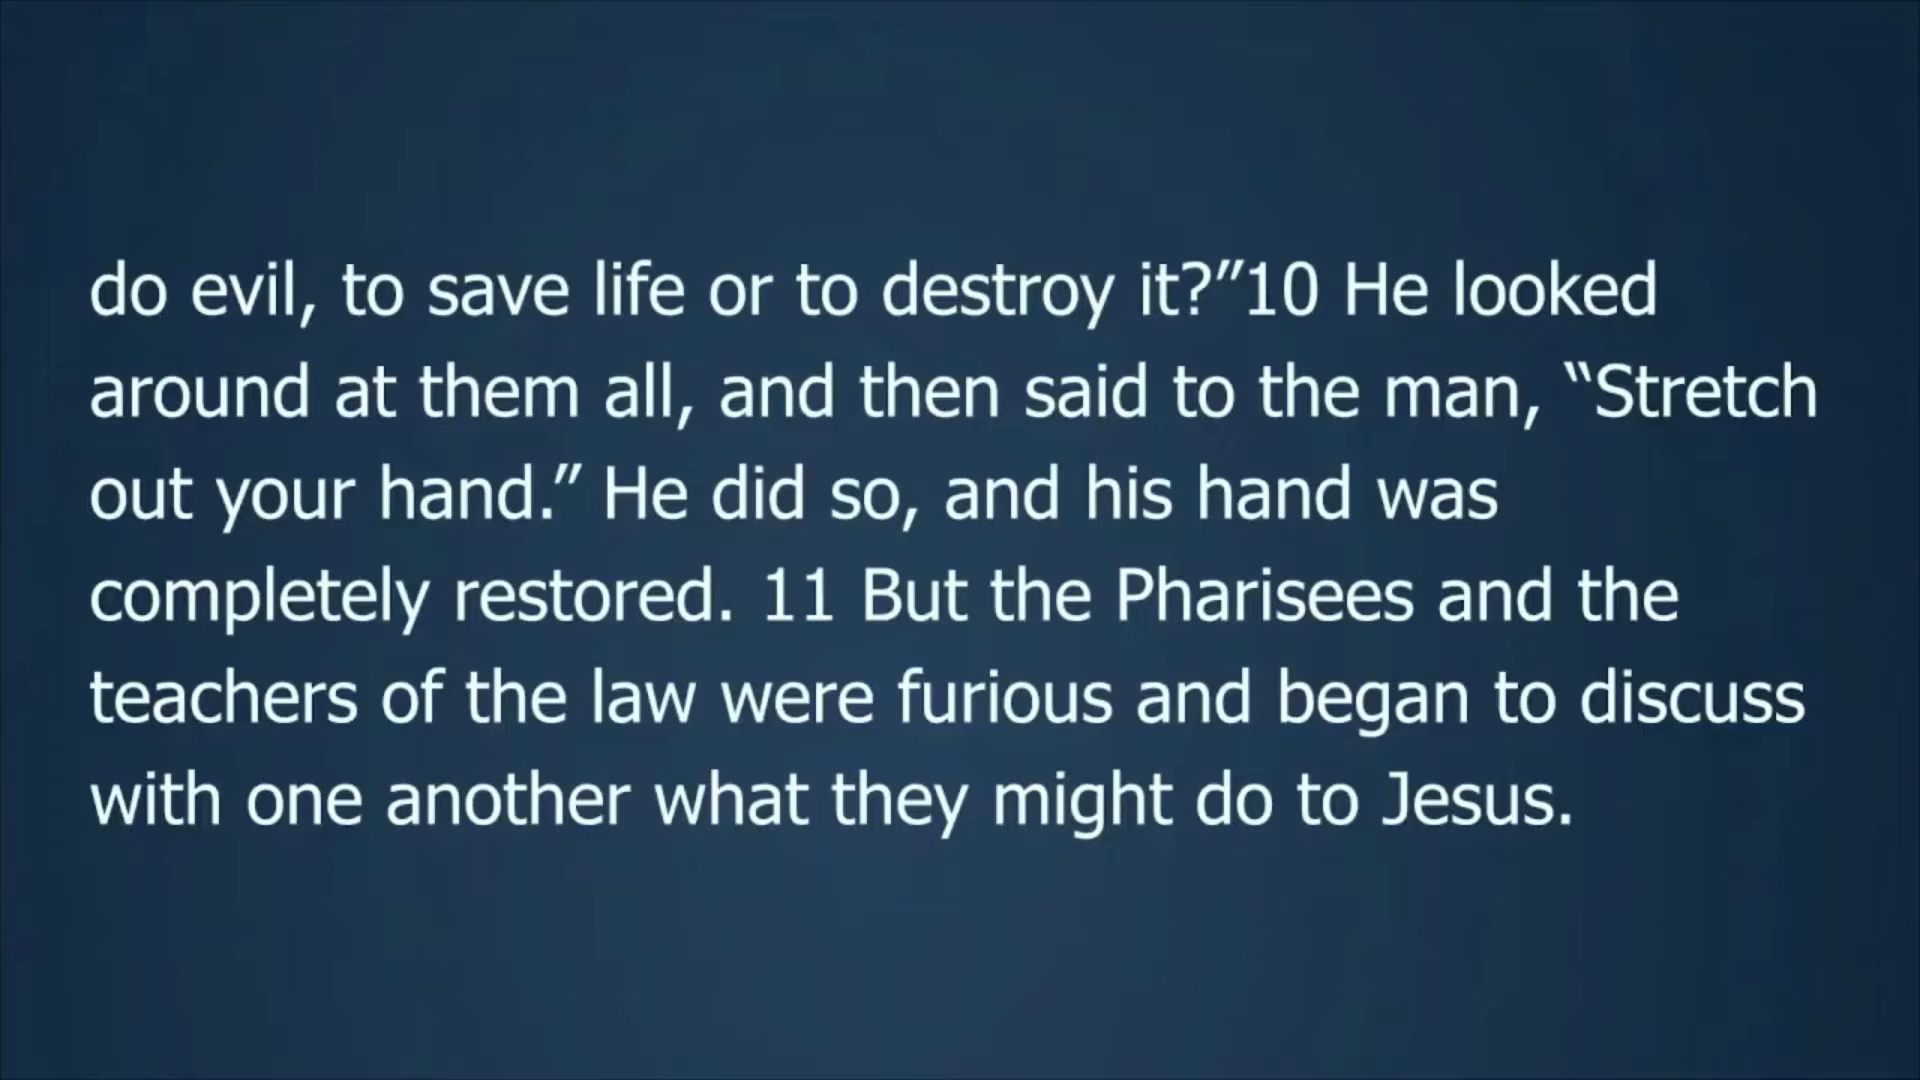 do evil, to save life or to destroy it?”10 He looked
around at them all, and then said to the man, “Stretch
out your hand.” He did so, and his hand was
completely restored. 11 But the Pharisees and the
teachers of the law were furious and began to discuss
with one another what they might do to Jesus.